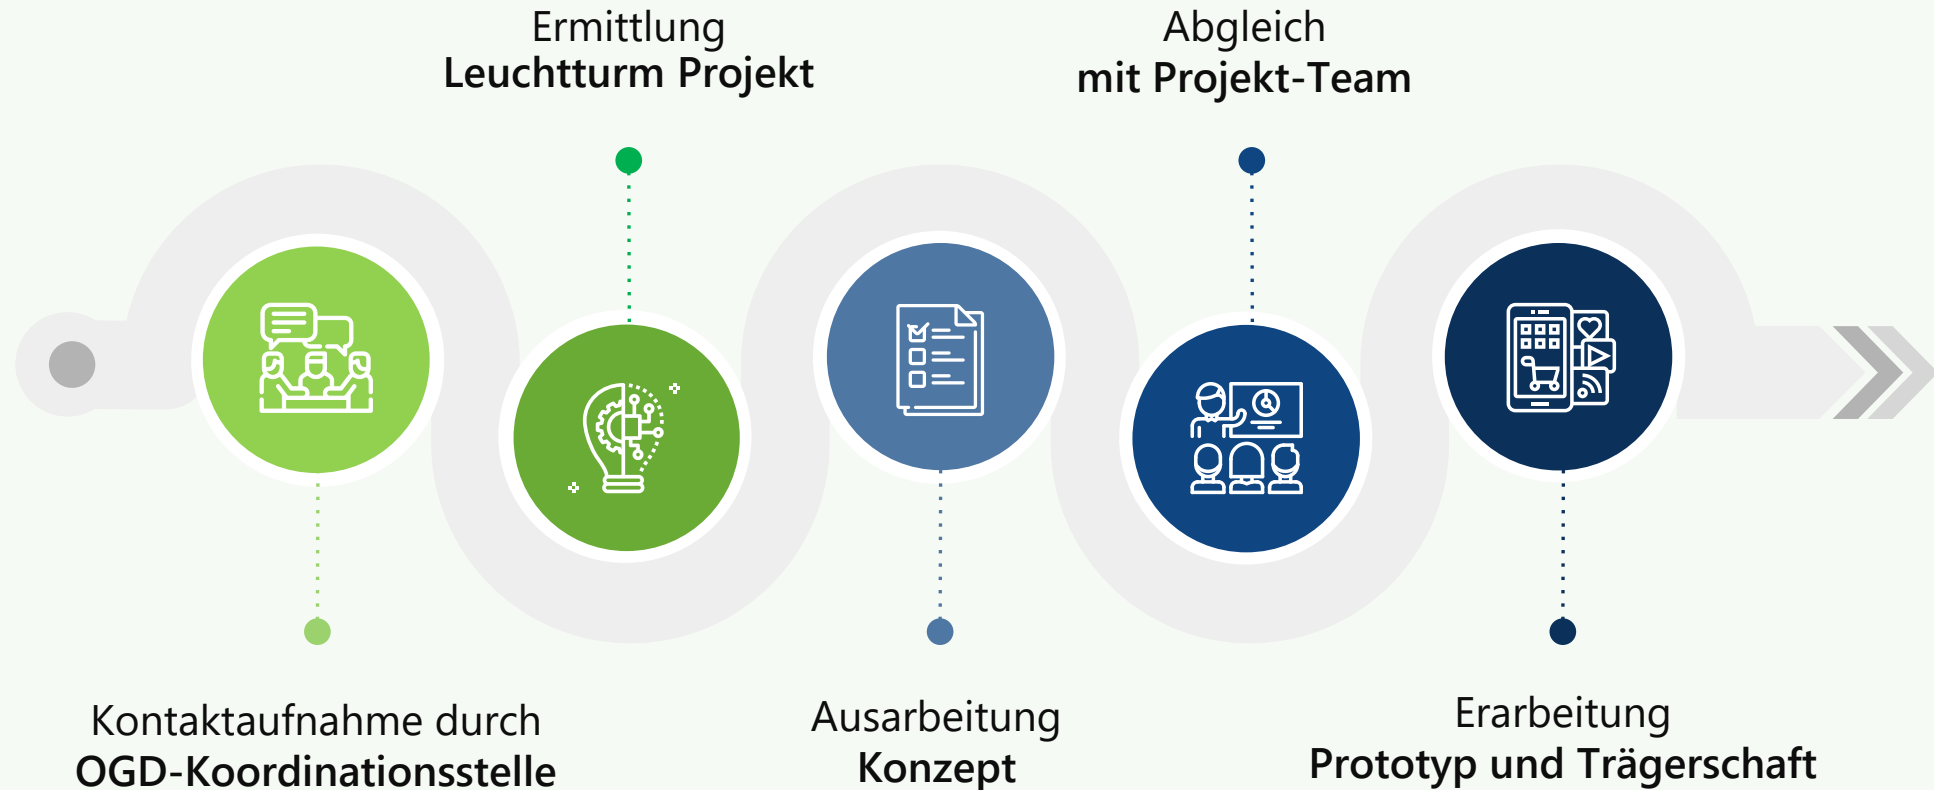 Ermittlung
Leuchtturm Projekt
Abgleich
mit Projekt-Team
Kontaktaufnahme durch
OGD-Koordinationsstelle
Ausarbeitung
Konzept
Erarbeitung
Prototyp und Trägerschaft